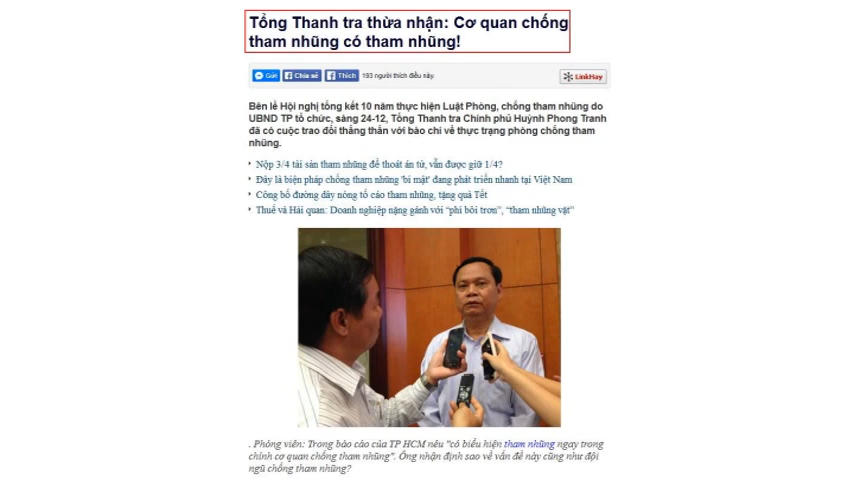 Tổng Thanh tra thừa nhận: Cơ quan chống
tham nhũng có tham nhũng!
Gửi Chia sẻ Thích 193 người thích điều này. LinkHay
Bên lề Hội nghị tổng kết 10 năm thực hiện Luật Phòng, chống tham nhũng do
UBND TP tổ chức, sáng 24-12, Tổng Thanh tra Chính phủ Huỳnh Phong Tranh
đã có cuộc trao đổi thẳng thắn với báo chí về thực trạng phòng chống tham
nhũng.
Nộp 3/4 tài sản tham nhũng để thoát án tử, vẫn được giữ 1/4?
Đây là biện pháp chống tham nhũng 'bí mật' đang phát triển nhanh tại Việt Nam
Công bố đường dây nóng tố cáo tham nhũng, tặng quà Tết
Thuế và Hải quan: Doanh nghiệp nặng gánh với “phí bôi trơn”, “tham nhũng vặt”
. Phóng viên: Trong báo cáo của TP HCM nêu "có biểu hiện tham nhũng ngay trong
chính cơ quan chống tham nhũng". Ông nhận định sao về vấn đề này cũng như đội
ngũ chống tham nhũng?